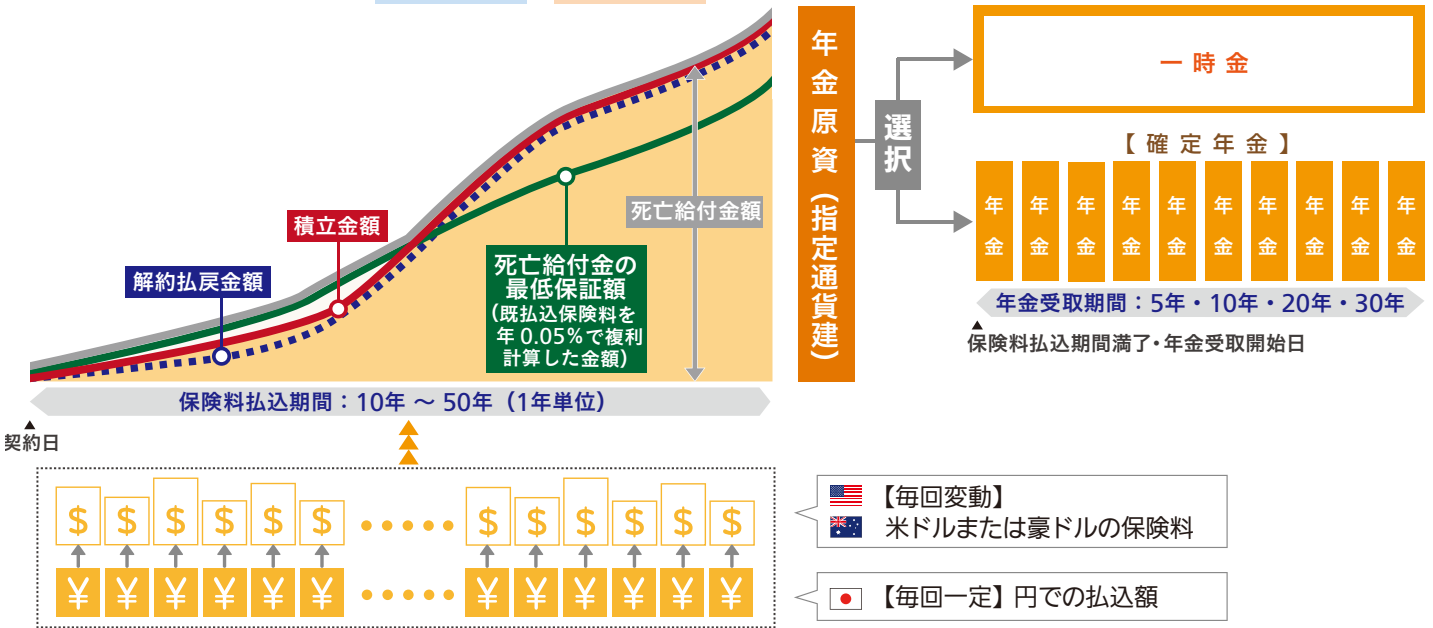 積立金額
解約払戻金額
死亡給付金の
最低保証額
(既払込保険料を
年0.05%で複利
計算した金額)
死亡給付金額
保険料払込期間：10年 ～ 50年（1年単位）
契約日
年金原資（指定通貨建）
選択
一時金
【確定年金】
年金 年金 年金 年金 年金 年金 年金 年金 年金 年金
年金受取期間：5年・10年・20年・30年
保険料払込期間満了・年金受取開始日
$ $ $ $ $ $ ••••• $ $ $ $ $ $
¥ ¥ ¥ ¥ ¥ ¥ ••••• ¥ ¥ ¥ ¥ ¥ ¥
【毎回変動】
米ドルまたは豪ドルの保険料
【毎回一定】円での払込額